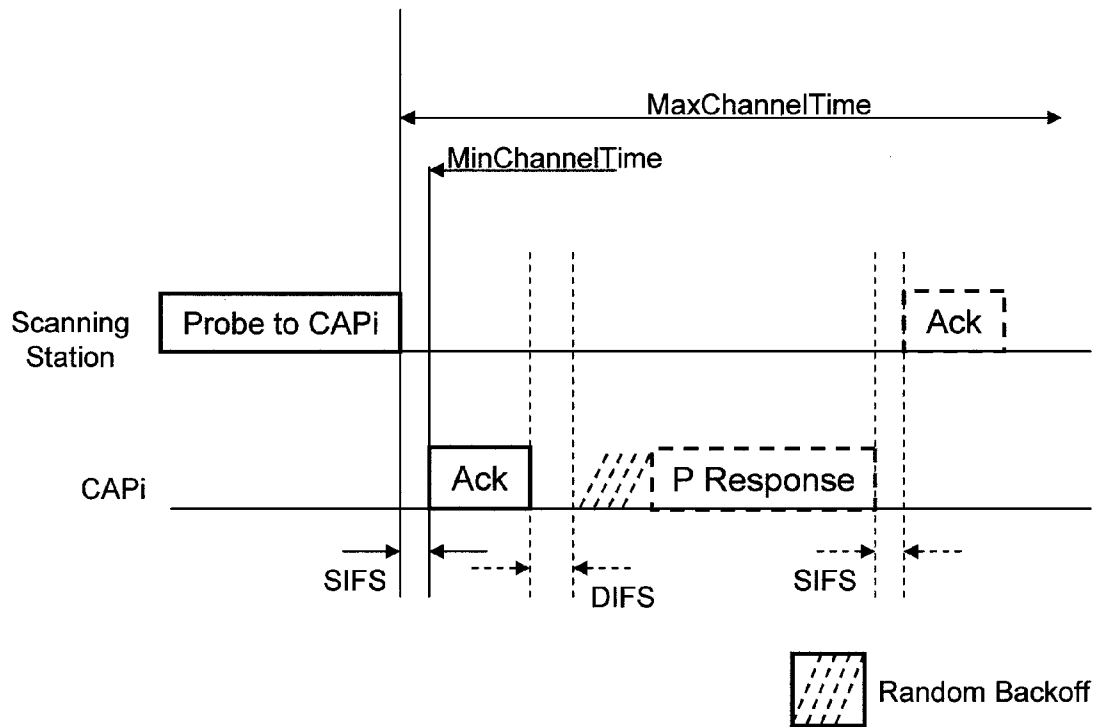 MaxChannelTime
MinChannelTime
Scanning
Station
Probe to CAPi
Ack
CAPi
Ack
P Response
SIFS
DIFS
SIFS
Random Backoff